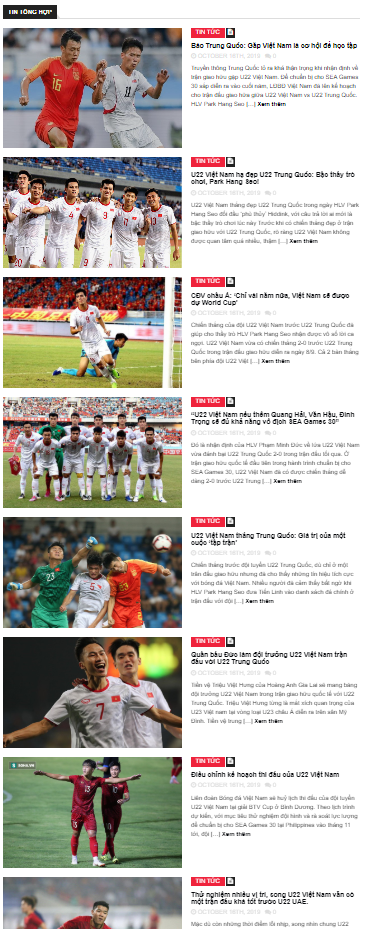 TIN TỔNG HỢP
TIN TỨC
Báo Trung Quốc: Gặp Việt Nam là cơ hội để học tập
OCTOBER 16TH, 2019 0
Truyền thông Trung Quốc tỏ ra khá thận trọng khi nhận định về
trận giao hữu gặp U22 Việt Nam. Để chuẩn bị cho SEA Games
30 sắp diễn ra vào cuối năm, LĐBĐ Việt Nam đã lên kế hoạch
cho trận đấu giao hữu giữa U22 Việt Nam vs U22 Trung Quốc.
HLV Park Hang Seo […] Xem thêm
TIN TỨC
U22 Việt Nam hạ đẹp U22 Trung Quốc: Bậc thầy trò
chơi, Park Hang Seo!
OCTOBER 16TH, 2019 0
U22 Việt Nam thắng đẹp U22 Trung Quốc trong ngày HLV Park
Hang Seo đối đầu 'phù thủy' Hiddink, với câu trả lời ai mới là
bậc thầy trò chơi lúc này Trước khi có chiến thắng đẹp ở trận
giao hữu với U22 Trung Quốc, rõ ràng U22 Việt Nam không
được quan tâm quá nhiều, thậm […] Xem thêm
TIN TỨC
CĐV châu Á: 'Chỉ vài năm nữa, Việt Nam sẽ được
dự World Cup'
OCTOBER 16TH, 2019 0
Chiến thắng của đội U22 Việt Nam trước U22 Trung Quốc đã
giúp cho thầy trò HLV Park Hang Seo nhận được vô số lời ca
ngợi. U22 Việt Nam vừa có chiến thắng 2-0 trước U22 Trung
Quốc trong trận đấu giao hữu diễn ra ngày 8/9. Cả 2 bàn thắng
bên phía đội U22 Việt […] Xem thêm
TIN TỨC
"U22 Việt Nam nếu thêm Quang Hải, Văn Hậu, Đình
Trọng sẽ đủ khả năng vô địch SEA Games 30"
OCTOBER 16TH, 2019 0
Đó là nhận định của HLV Phạm Minh Đức về lứa U22 Việt Nam
vừa đánh bại U22 Trung Quốc 2-0 trong trận đấu tối qua. Ở
trận giao hữu quốc tế đầu tiên trong hành trình chuẩn bị cho
SEA Games 30, U22 Việt Nam đã có được chiến thắng dễ
dàng 2-0 trước U22 Trung […] Xem thêm
TIN TỨC
U22 Việt Nam thắng Trung Quốc: Giá trị của một
cuộc 'tập trận'
OCTOBER 16TH, 2019 0
Chiến thắng trước đội tuyển U22 Trung Quốc, dù chỉ ở một
trận đấu giao hữu nhưng đã cho thấy những tín hiệu tích cực
với bóng đá Việt Nam. Nhiều người đã cảm thấy bất ngờ khi
HLV Park Hang Seo đưa Tiến Linh vào danh sách đá chính ở
trận đấu với đội […] Xem thêm
TIN TỨC
Quân bầu Đức làm đội trưởng U22 Việt Nam trận
đấu với U22 Trung Quốc
OCTOBER 16TH, 2019 0
Tiền vệ Triệu Việt Hưng của Hoàng Anh Gia Lai sẽ mang băng
đội trưởng U22 Việt Nam trong trận giao hữu quốc tế với U22
Trung Quốc. Triệu Việt Hưng từng là mắt xích quan trọng của
U23 Việt Nam tại vòng loại U23 châu Á diễn ra trên sân Mỹ
Đình. Tiền vệ trung […] Xem thêm
TIN TỨC
Điều chỉnh kế hoạch thi đấu của U22 Việt Nam
OCTOBER 16TH, 2019 0
Liên đoàn Bóng đá Việt Nam sẽ huỷ lịch thi đấu của đội tuyển
U22 Việt Nam tại giải BTV Cup ở Bình Dương. Theo lịch trình
dự kiến, với mục tiêu thử nghiệm đội hình và rà soát lực lượng
để chuẩn bị cho SEA Games 30 tại Philippines vào tháng 11
tới, đội […] Xem thêm
TIN TỨC
Thử nghiệm nhiều vị trí, song U22 Việt Nam vẫn có
một trận đấu khá tốt trước U22 UAE.
OCTOBER 16TH, 2019 0
Mặc dù còn những thời điểm lỡ nhịp, song nhìn chung U22